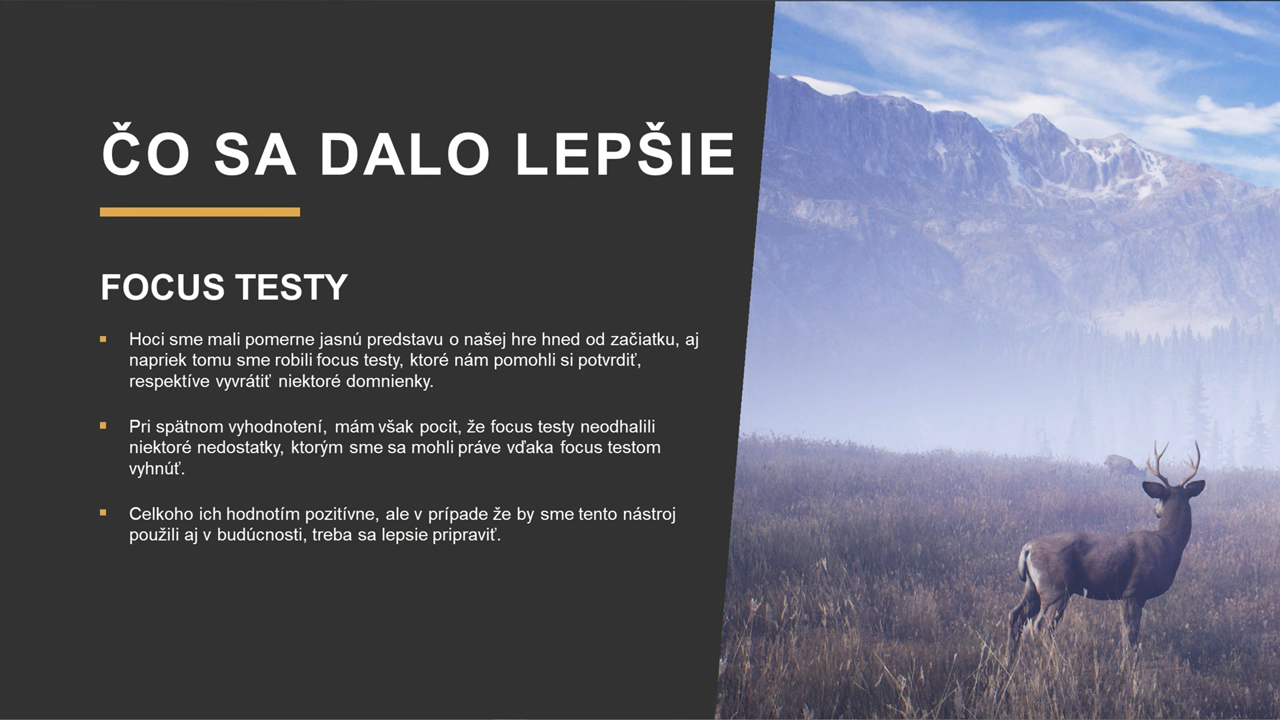 ČO SA DALO LEPŠIE
FOCUS TESTY
Hoci sme mali pomerne jasnú predstavu o našej hre hned od začiatku, aj
napriek tomu sme robili focus testy, ktoré nám pomohli si potvrdiť,
respektíve vyvrátiť niektoré domnienky.
Pri spätnom vyhodnotení, mám však pocit, že focus testy neodhalili
niektoré nedostatky, ktorým sme sa mohli práve vďaka focus testom
vyhnúť.
Celkoho ich hodnotím pozitívne, ale v prípade že by sme tento nástroj
použili aj v budúcnosti, treba sa lepsie pripraviť.